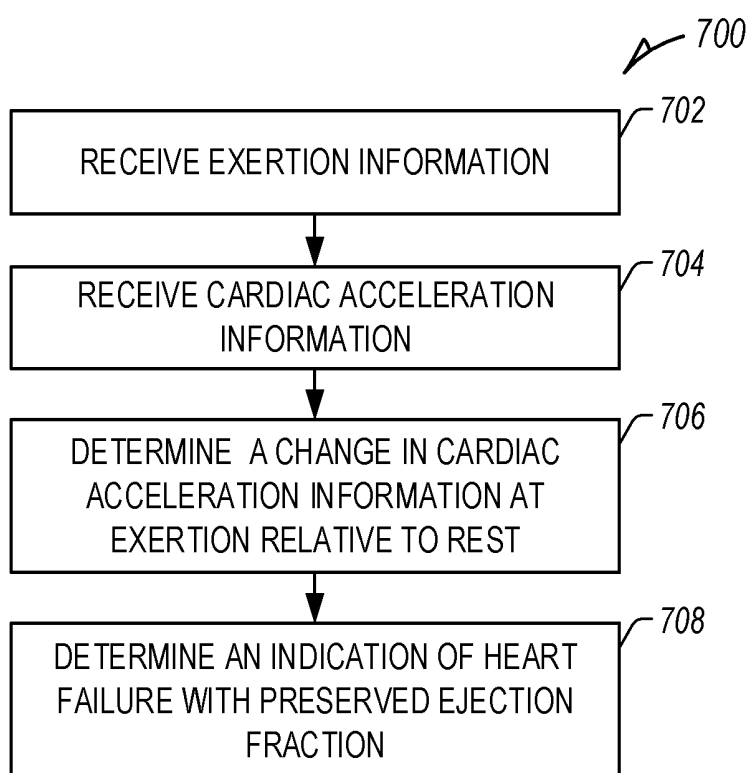 700
702
RECEIVE EXERTION INFORMATION
704
RECEIVE CARDIAC ACCELERATION
INFORMATION
706
DETERMINE A CHANGE IN CARDIAC
ACCELERATION INFORMATION AT
EXERTION RELATIVE TO REST
708
DETERMINE AN INDICATION OF HEART
FAILURE WITH PRESERVED EJECTION
FRACTION